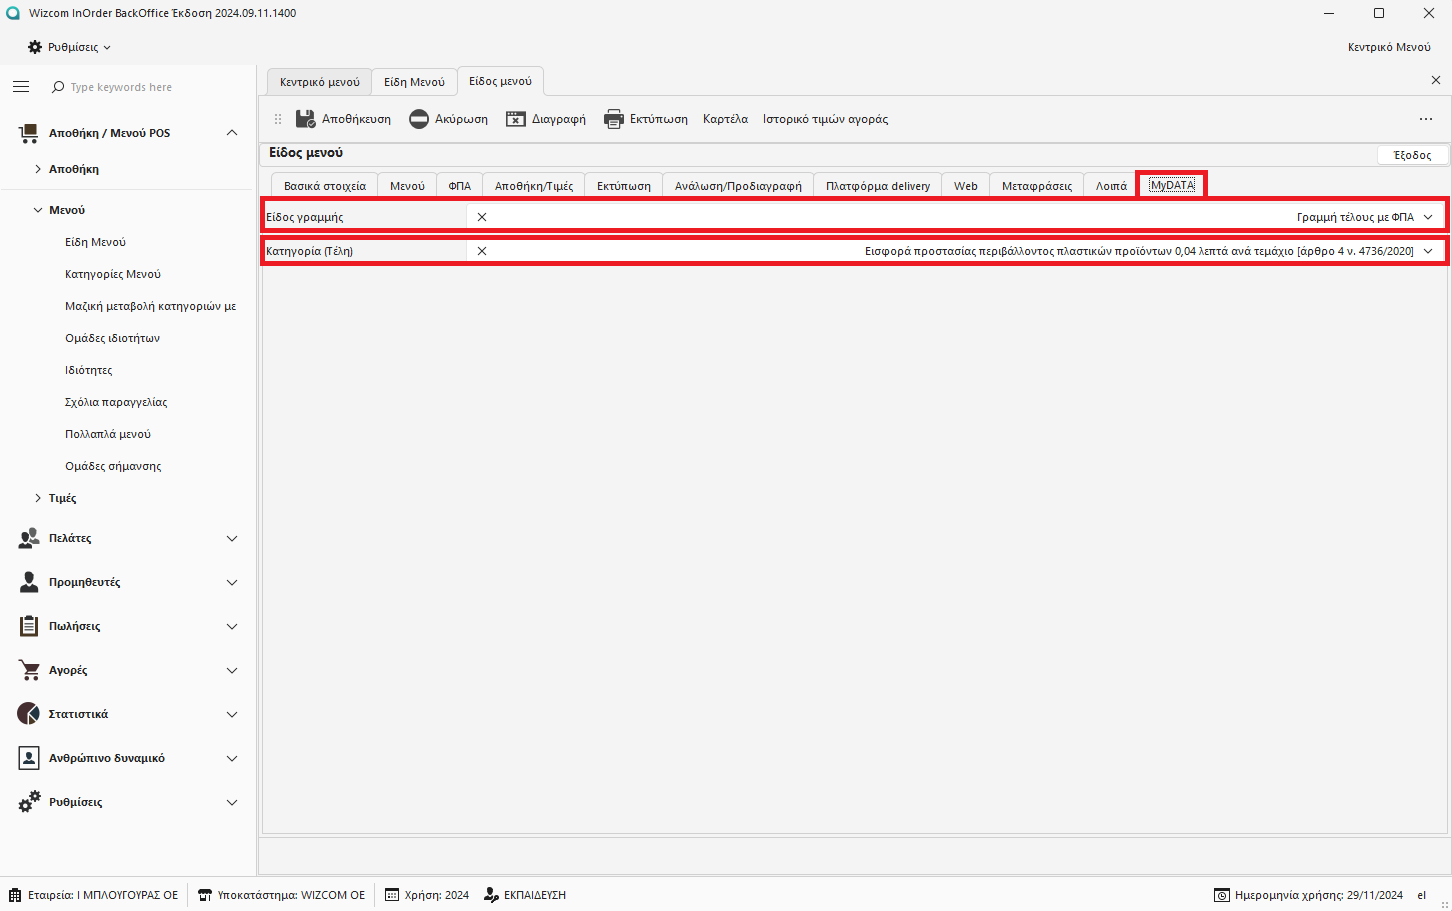 Wizcom InOrder BackOffice Έκδοση 2024.09.11.1400
Ρυθμίσεις
Κεντρικό Μενού
Type keywords here
Αποθήκη / Μενού POS
Αποθήκη
Μενού
Είδη Μενού
Κατηγορίες Μενού
Μαζική μεταβολή κατηγοριών με
Ομάδες ιδιοτήτων
Ιδιότητες
Σχόλια παραγγελίας
Πολλαπλά μενού
Ομάδες σήμανσης
Τιμές
Πελάτες
Προμηθευτές
Πωλήσεις
Αγορές
Στατιστικά
Ανθρώπινο δυναμικό
Ρυθμίσεις
Κεντρικό μενού Είδη Μενού Είδος μενού
Αποθήκευση Ακύρωση Διαγραφή Εκτύπωση Καρτέλα Ιστορικό τιμών αγοράς
Είδος μενού
Έξοδος
Βασικά στοιχεία Μενού ΦΠΑ Αποθήκη/Τιμές Εκτύπωση Ανάλωση/Προδιαγραφή Πλατφόρμα delivery Web Μεταφράσεις Λοιπά MyDATA
Είδος γραμμής Γραμμή τέλους με ΦΠΑ
Κατηγορία (Τέλη) Εισφορά προστασίας περιβάλλοντος πλαστικών προϊόντων 0,04 λεπτά ανά τεμάχιο [άρθρο 4 ν. 4736/2020]
Εταιρεία: Ι ΜΠΛΟΥΓΟΥΡΑΣ ΟΕ Υποκατάστημα: WIZCOM OE Χρήση: 2024 ΕΚΠΑΙΔΕΥΣΗ Ημερομηνία χρήσης: 29/11/2024 el